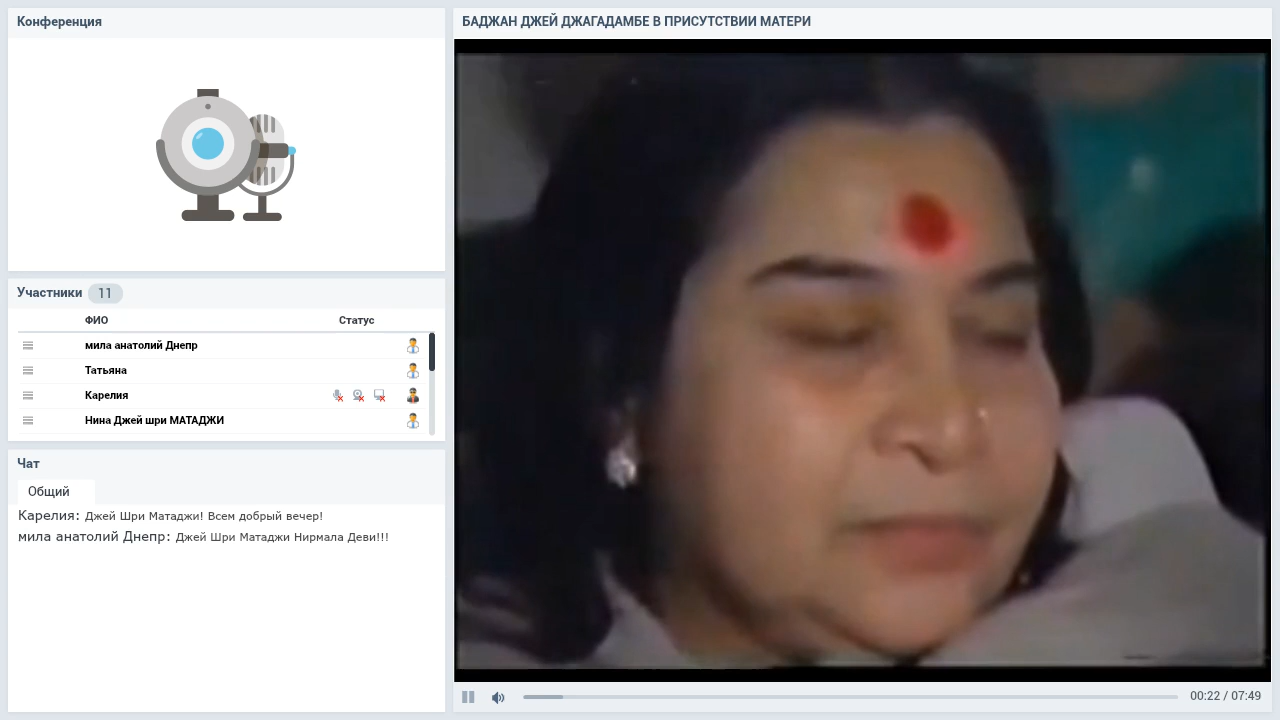 Конференция
Участники 11
ФИО Статус
мила анатолий Днепр
Татьяна
Карелия
Нина Джей шри МАТАДЖИ
Чат
Общий
Карелия: Джей Шри Матаджи! Всем добрый вечер!
мила анатолий Днепр: Джей Шри Матаджи Нирмала Деви!!!
БАДЖАН ДЖЕЙ ДЖАГАДАМБЕ В ПРИСУТСТВИИ МАТЕРИ
00:22 / 07:49